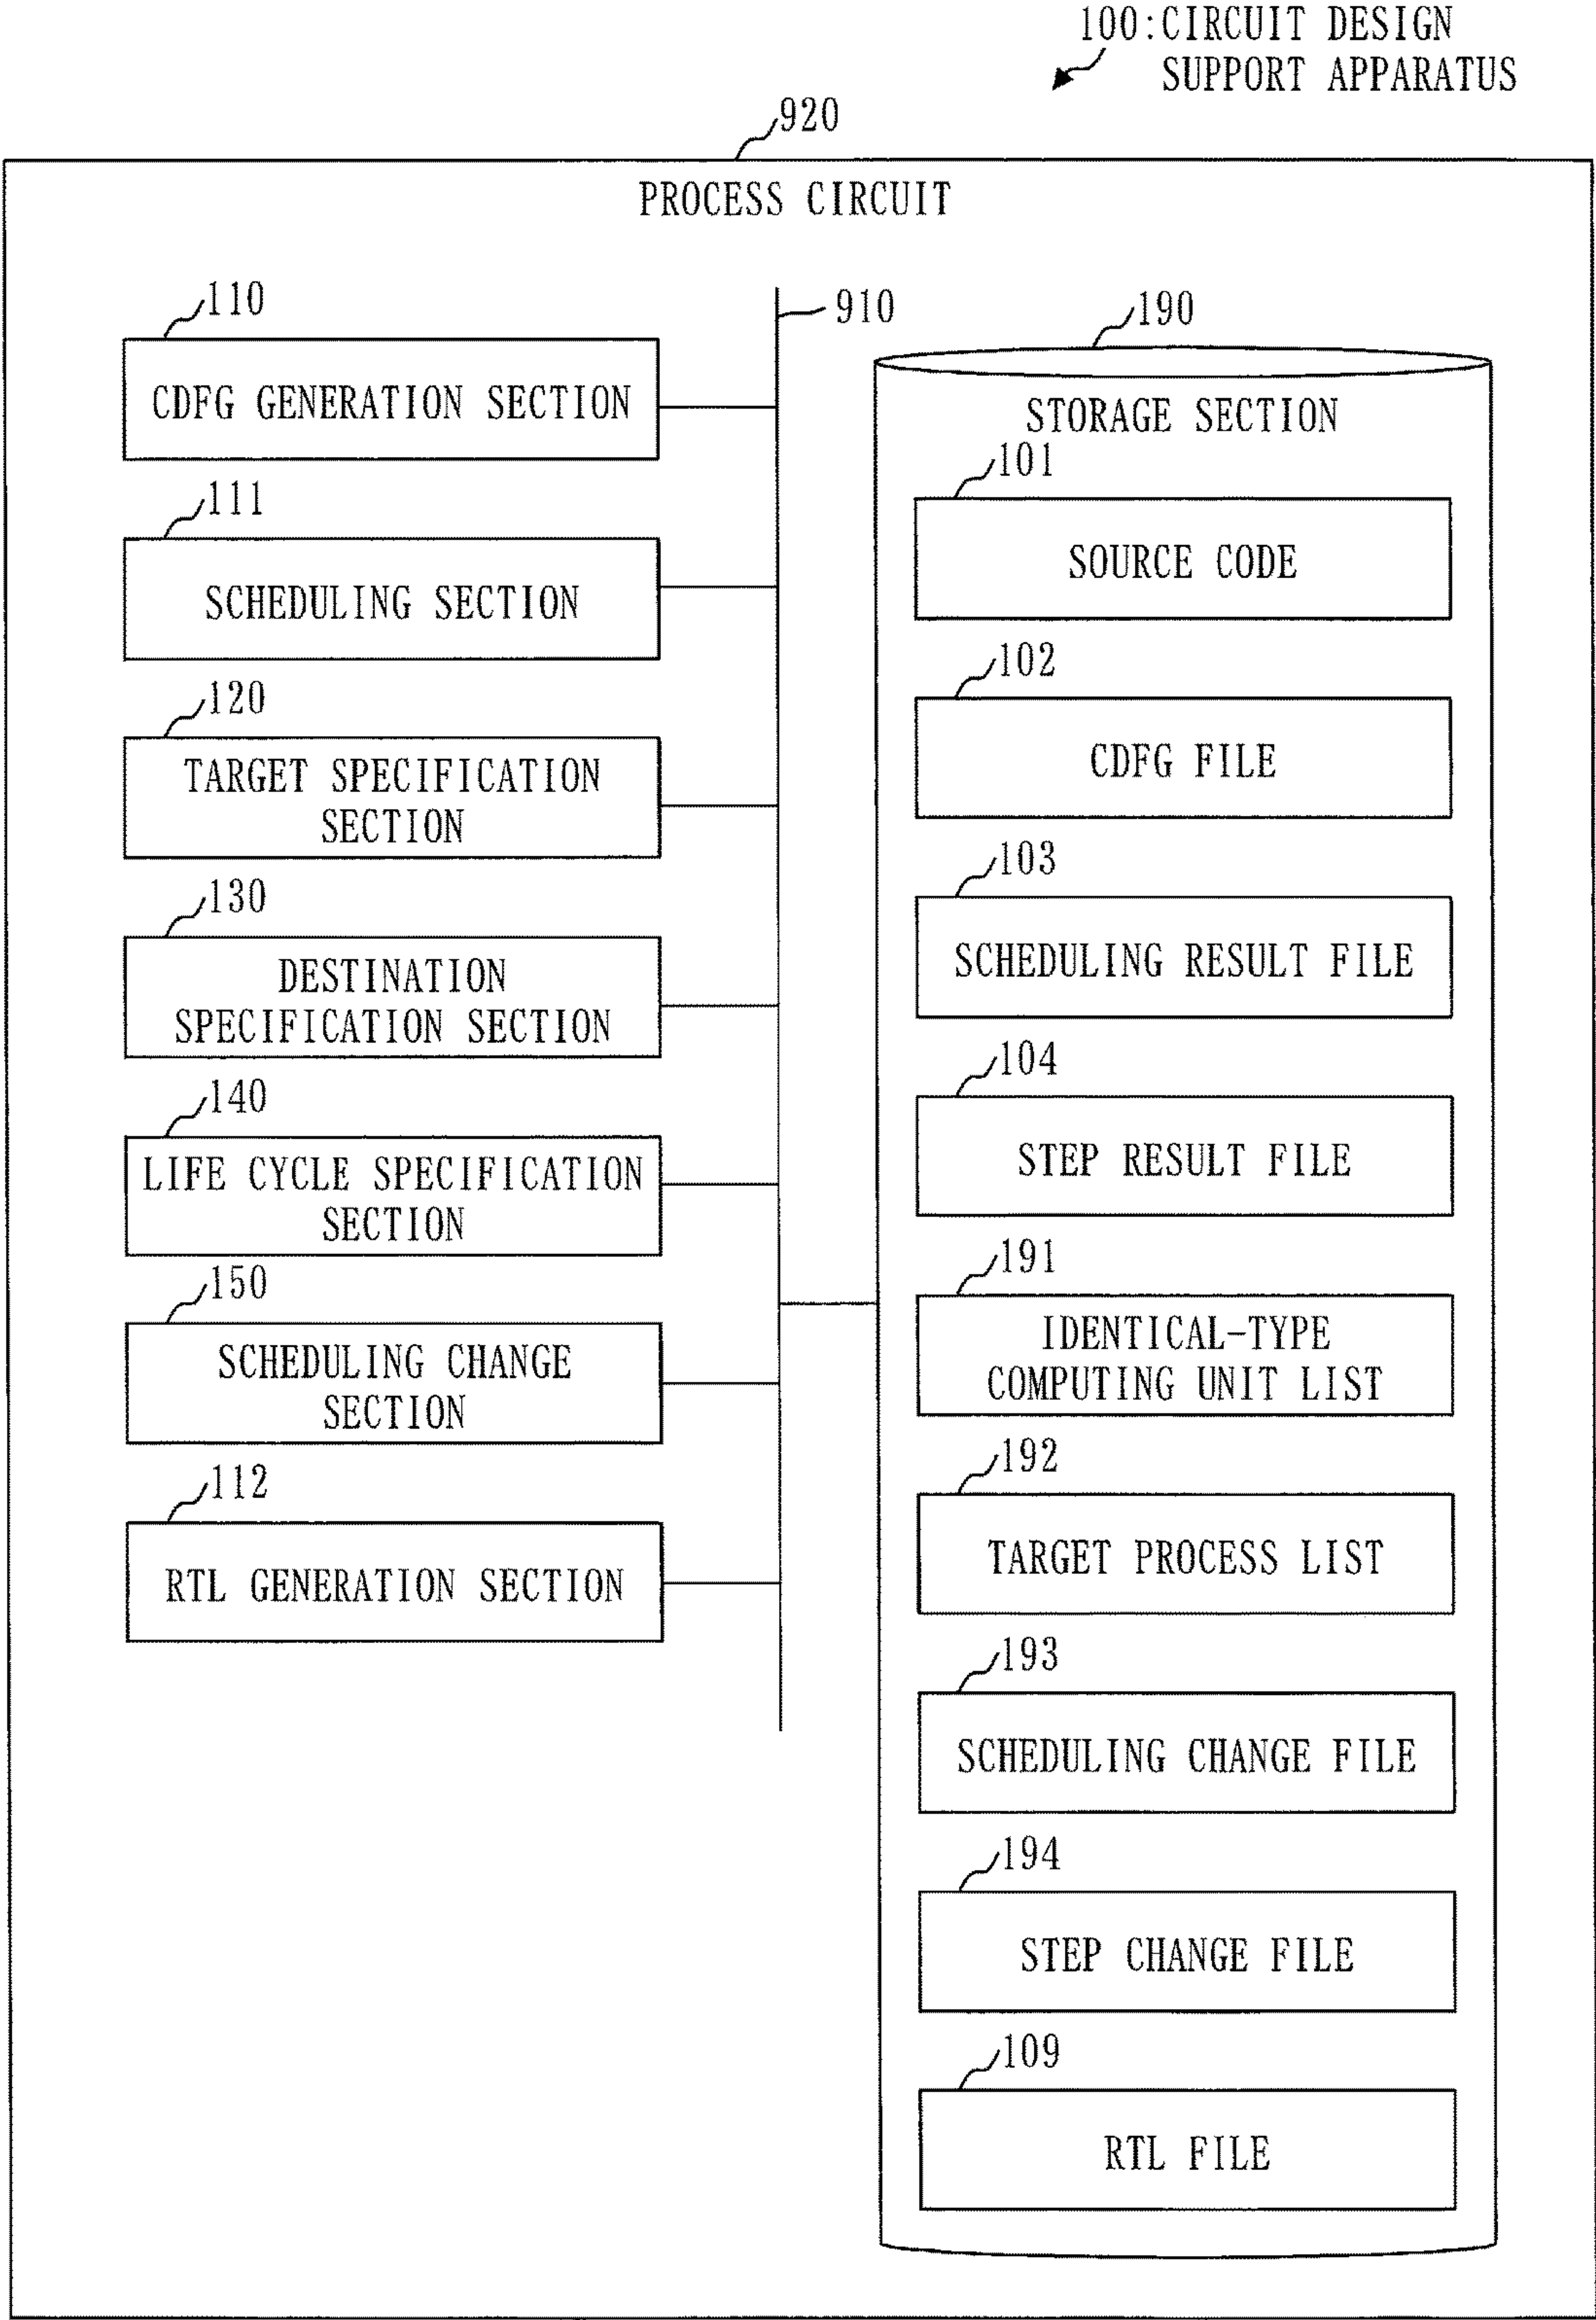 100:CIRCUIT DESIGN
SUPPORT APPARATUS
920
PROCESS CIRCUIT
110
CDFG GENERATION SECTION
111
SCHEDULING SECTION
120
TARGET SPECIFICATION
SECTION
130
DESTINATION
SPECIFICATION SECTION
140
LIFE CYCLE SPECIFICATION
SECTION
150
SCHEDULING CHANGE
SECTION
112
RTL GENERATION SECTION
910
190
STORAGE SECTION
101
SOURCE CODE
102
CDFG FILE
103
SCHEDULING RESULT FILE
104
STEP RESULT FILE
191
IDENTICAL-TYPE
COMPUTING UNIT LIST
192
TARGET PROCESS LIST
193
SCHEDULING CHANGE FILE
194
STEP CHANGE FILE
109
RTL FILE